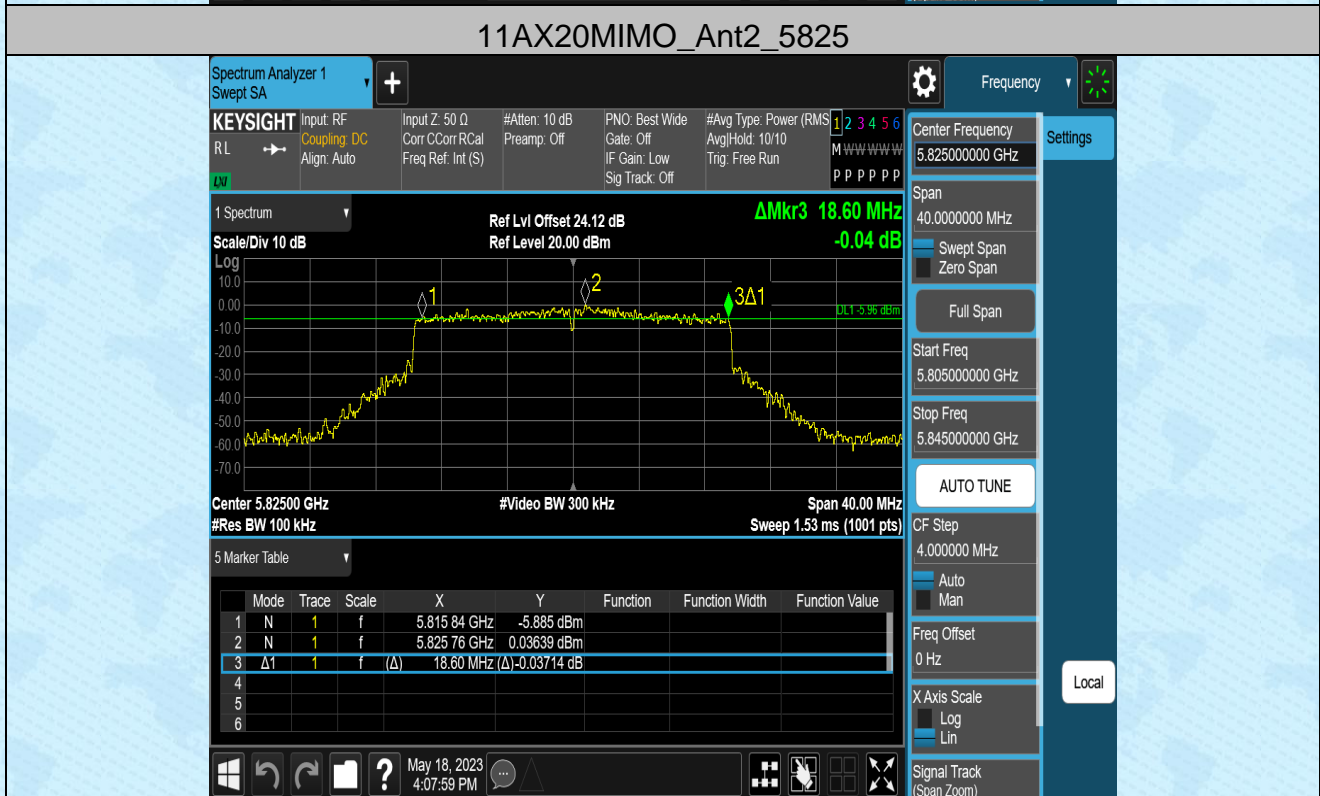 11AX20MIMO_Ant2_5825
Spectrum Analyzer 1
Swept SA
Frequency
KEYSIGHT
RL
LXI
Input: RF
Coupling: DC
Align: Auto
Input Z: 50 Ω
Corr CCorr RCal
Freq Ref: Int (S)
#Atten: 10 dB
Preamp: Off
PNO: Best Wide
Gate: Off
IF Gain: Low
Sig Track: Off
#Avg Type: Power (RMS
Avg|Hold: 10/10
Trig: Free Run
1 2 3 4 5 6
M W W W W W
P P P P P P
1 Spectrum
Scale/Div 10 dB
Ref Lvl Offset 24.12 dB
Ref Level 20.00 dBm
ΔMkr3 18.60 MHz
-0.04 dB
Log
10.0
0.00
-10.0
-20.0
-30.0
-40.0
-50.0
-60.0
-70.0
1
2
3Δ1
DL1 -5.96 dBm
Center 5.82500 GHz
#Video BW 300 kHz
Span 40.00 MHz
#Res BW 100 kHz
Sweep 1.53 ms (1001 pts)
5 Marker Table
Mode Trace Scale X Y Function Function Width Function Value
1 N 1 f 5.815 84 GHz -5.885 dBm
2 N 1 f 5.825 76 GHz 0.03639 dBm
3 Δ1 1 f (Δ) 18.60 MHz (Δ) -0.03714 dB
4
5
6
May 18, 2023
4:07:59 PM
Center Frequency
5.825000000 GHz
Settings
Span
40.0000000 MHz
Swept Span
Zero Span
Full Span
Start Freq
5.805000000 GHz
Stop Freq
5.845000000 GHz
AUTO TUNE
CF Step
4.000000 MHz
Auto
Man
Freq Offset
0 Hz
Local
X Axis Scale
Log
Lin
Signal Track
(Span Zoom)